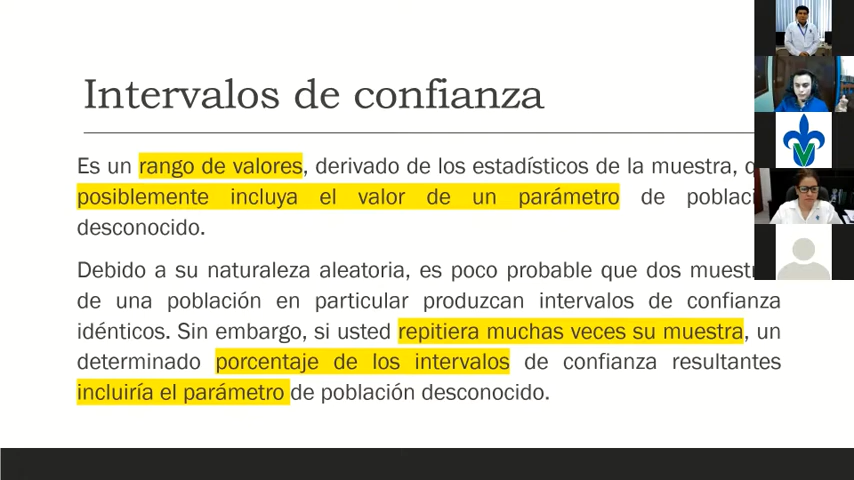 Intervalos de confianza
Es un rango de valores, derivado de los estadísticos de la muestra,
posiblemente incluya el valor de un parámetro de
desconocido.
Debido a su naturaleza aleatoria, es poco probable que dos
de una población en particular produzcan intervalos de confianza
idénticos. Sin embargo, si usted repitiera muchas veces su muestra, un
determinado porcentaje de los intervalos de confianza resultantes
incluiría el parámetro de población desconocido.